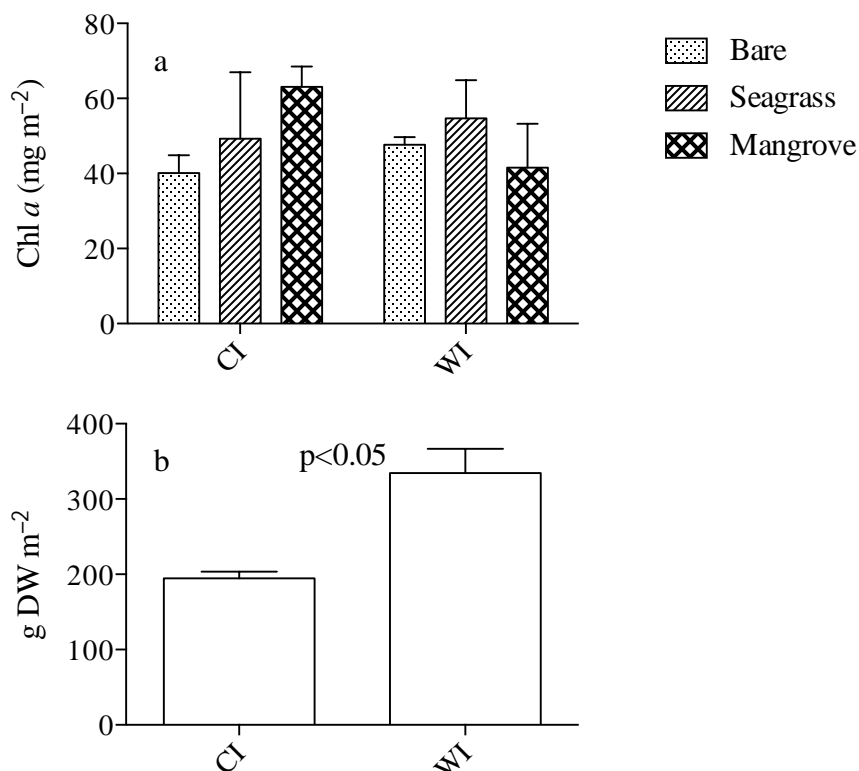 80
a
60
Chl a (mg m⁻²)
40
20
0
CI
WI
Bare
Seagrass
Mangrove
400
b
p<0.05
300
g DW m⁻²
200
100
0
CI
WI